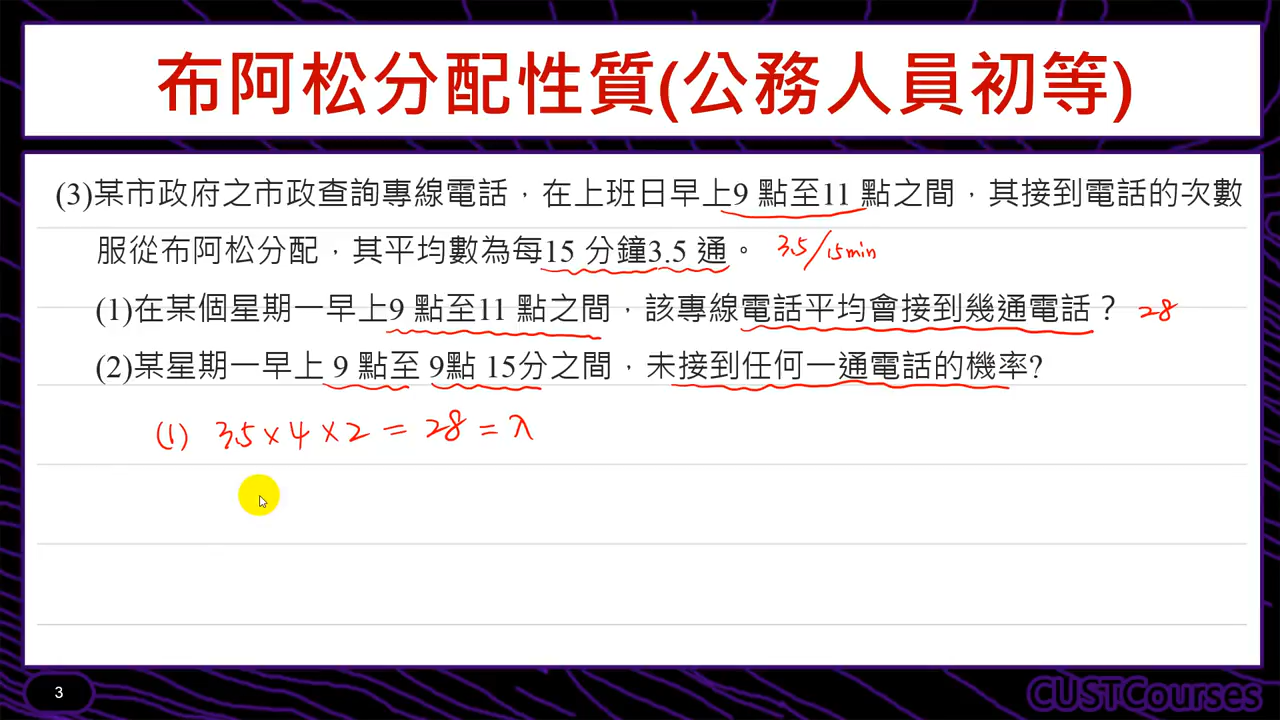 布阿松分配性質(公務人員初等)
(3)某市政府之市政查詢專線電話，在上班日早上9 點至11 點之間，其接到電話的次數
服從布阿松分配，其平均數為每15 分鐘3.5 通。 3.5/15min
(1)在某個星期一早上9 點至11 點之間，該專線電話平均會接到幾通電話？ 28
(2)某星期一早上 9 點至 9點 15分之間，未接到任何一通電話的機率?
(1) 3.5 × 4 × 2 = 28 = λ
3
CUSTCourses